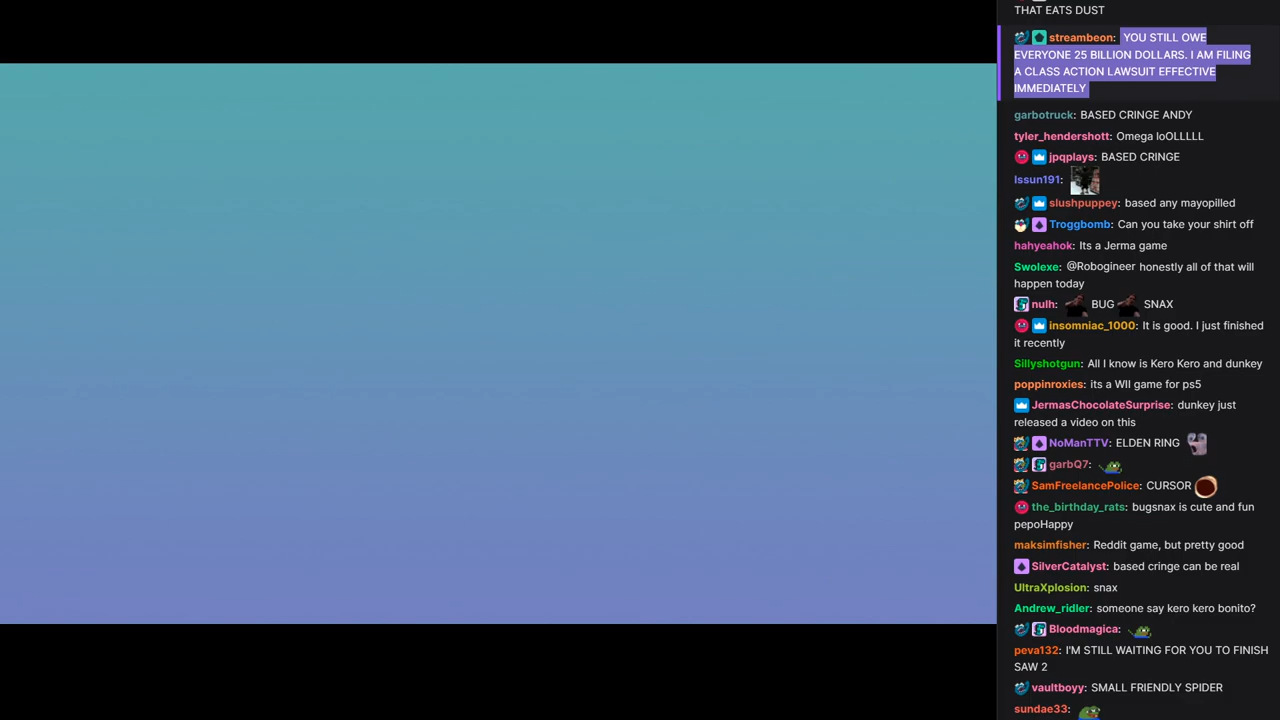 THAT EATS DUST
streambeon: YOU STILL OWE
EVERYONE 25 BILLION DOLLARS. I AM FILING
A CLASS ACTION LAWSUIT EFFECTIVE
IMMEDIATELY
garbotruck: BASED CRINGE ANDY
tyler_hendershott: Omega loOLLLLL
jpqplays: BASED CRINGE
Issun191:
slushpuppey: based any mayopilled
Troggbomb: Can you take your shirt off
hahyeahok: Its a Jerma game
Swolexe: @Robogineer honestly all of that will
happen today
nulh: BUG SNAX
insomniac_1000: It is good. I just finished
it recently
Sillyshotgun: All I know is Kero Kero and dunkey
poppinroxies: its a WII game for ps5
JermasChocolateSurprise: dunkey just
released a video on this
NoManTTV: ELDEN RING
garbQ7:
SamFreelancePolice: CURSOR
the_birthday_rats: bugsnax is cute and fun
pepoHappy
maksimfisher: Reddit game, but pretty good
SilverCatalyst: based cringe can be real
UltraXplosion: snax
Andrew_ridler: someone say kero kero bonito?
Bloodmagica:
peva132: I'M STILL WAITING FOR YOU TO FINISH
SAW 2
vaultboyy: SMALL FRIENDLY SPIDER
sundae33: